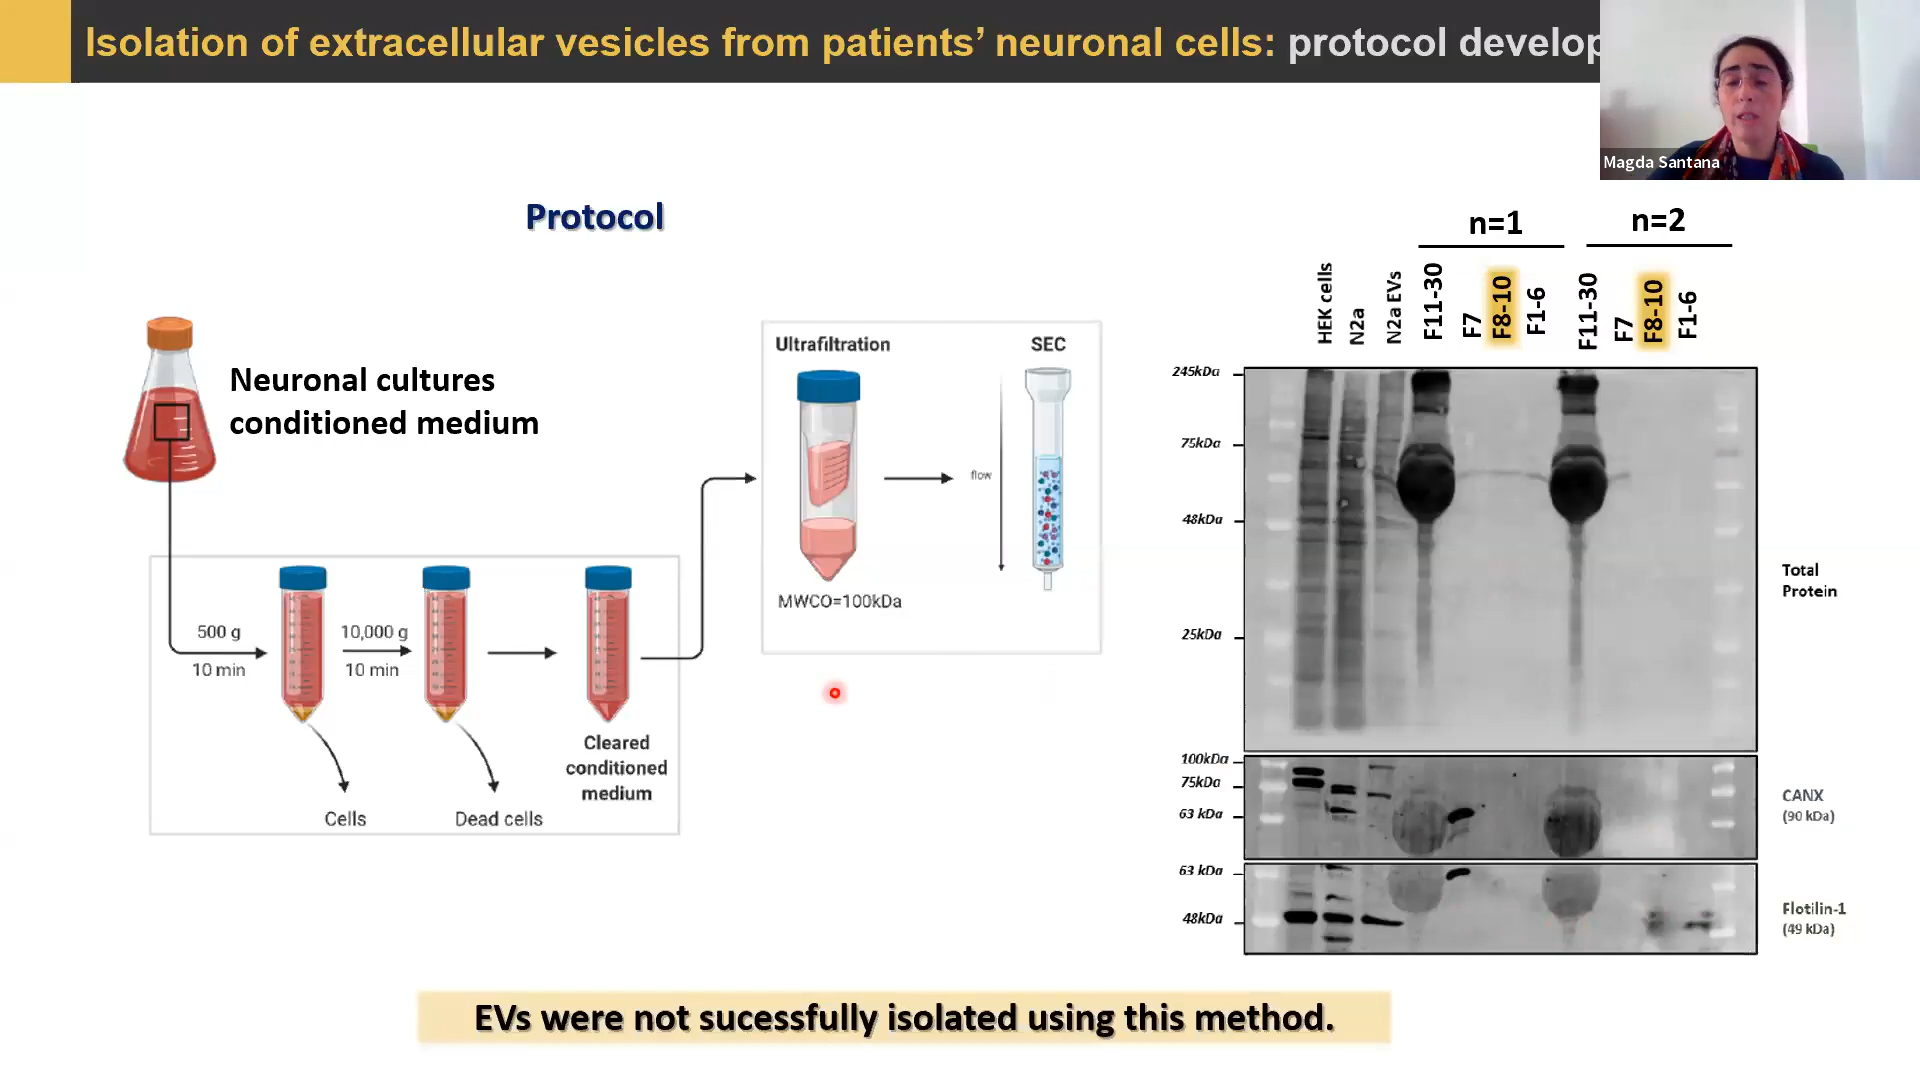 Isolation of extracellular vesicles from patients’ neuronal cells: protocol develop
Magda Santana
Protocol
Neuronal cultures
conditioned medium
500 g
10 min
10,000 g
10 min
Cells
Dead cells
Cleared
conditioned
medium
Ultrafiltration
SEC
flow
MWCO=100kDa
n=1
n=2
HEK cells
N2a
N2a EVs
F11-30
F7
F8-10
F1-6
F11-30
F7
F8-10
F1-6
245kDa
75kDa
48kDa
25kDa
Total
Protein
100kDa
75kDa
63 kDa
CANX
(90 kDa)
63 kDa
48kDa
Flotilin-1
(49 kDa)
EVs were not sucessfully isolated using this method.